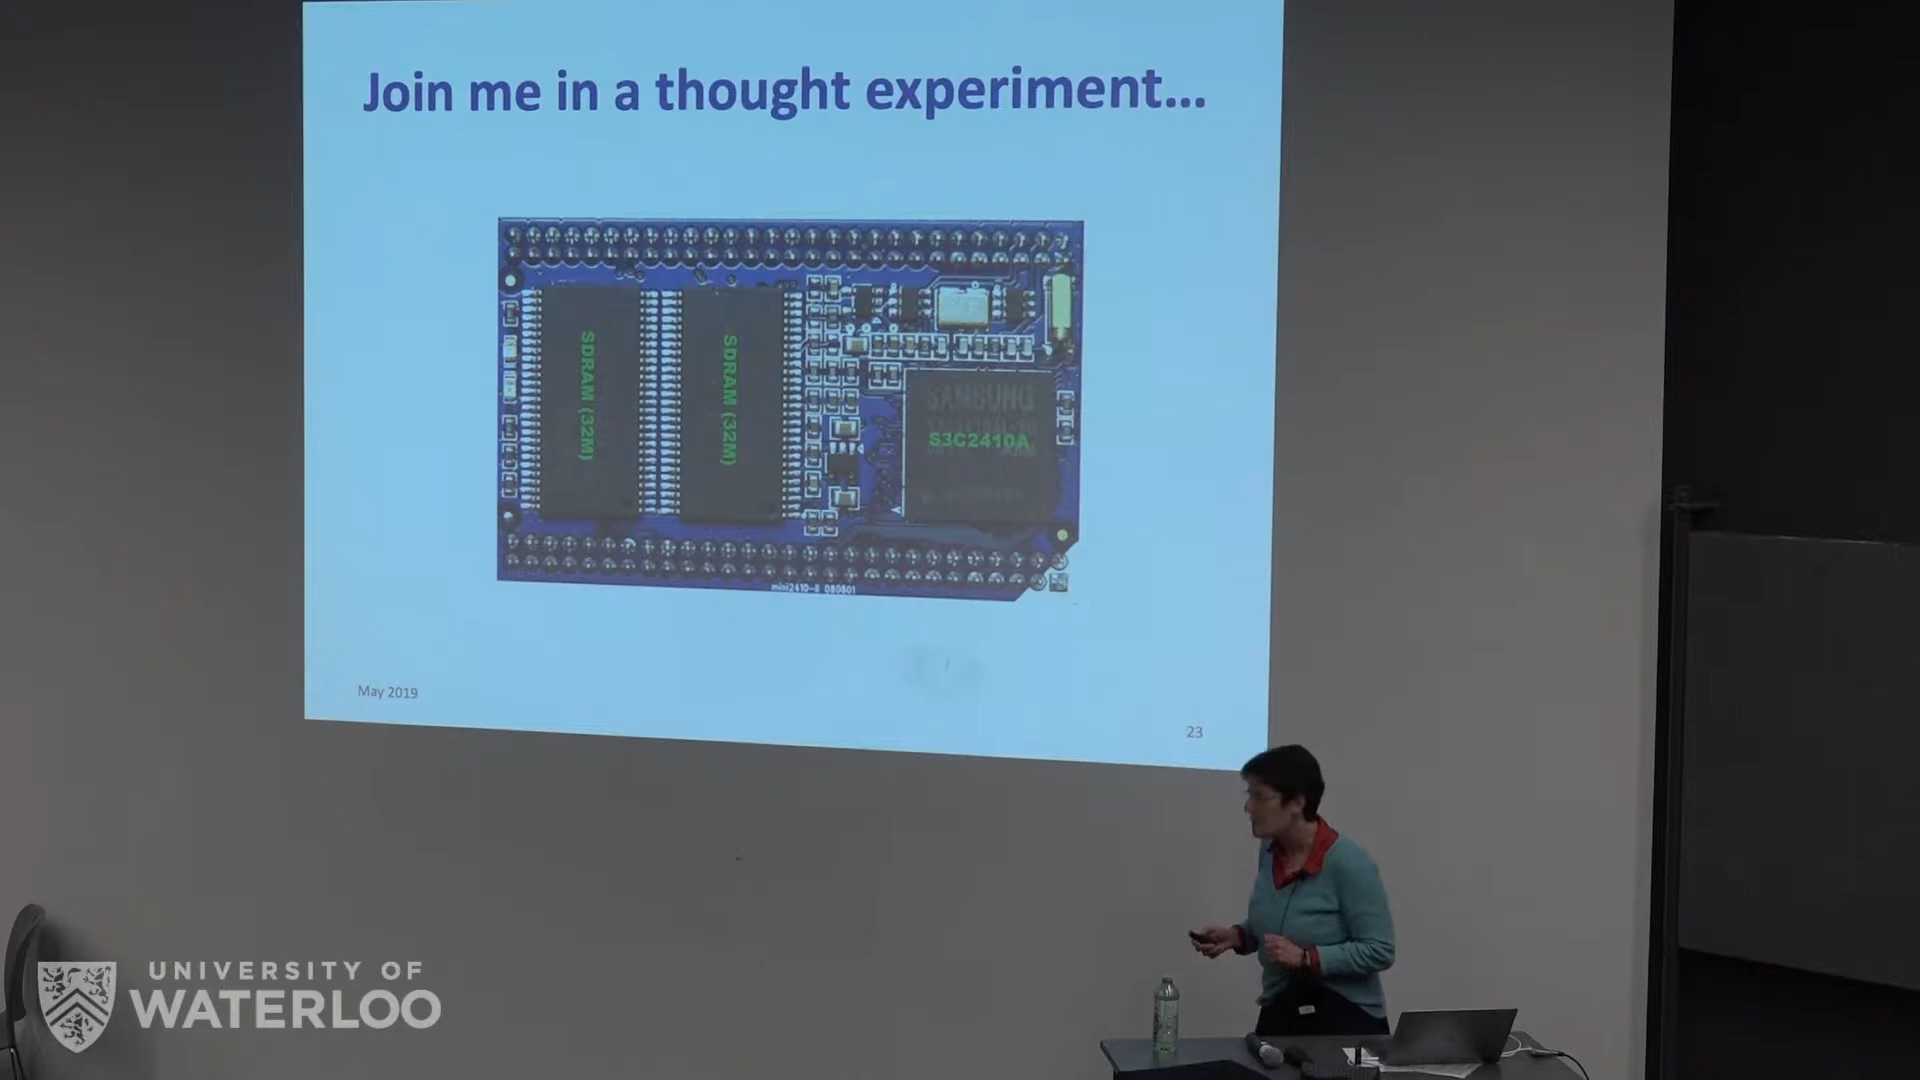 Join me in a thought experiment...
SDRAM (32M)
SDRAM (32M)
SAMSUNG
S3C2410A
mini2410-II 080601
May 2019
23
UNIVERSITY OF
WATERLOO